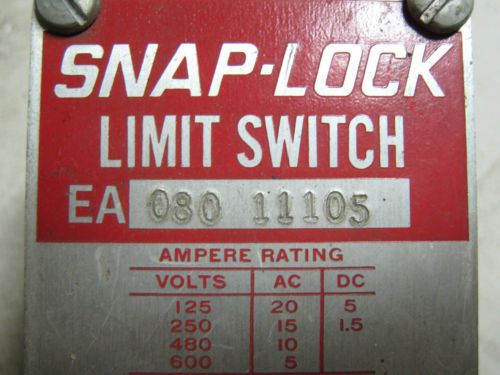 SNAP-LOCK
LIMIT SWITCH
EA 080 11105
AMPERE RATING
VOLTS AC DC
125 20 5
250 15 1.5
480 10
600 5